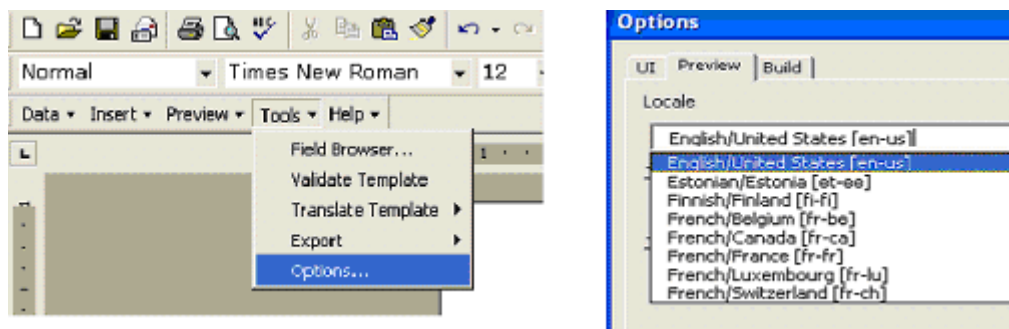 Normal Times New Roman 12
Data Insert Preview Tools Help
Field Browser...
Validate Template
Translate Template
Export
Options...
1
Options
UI Preview Build
Locale
English/United States [en-us]
English/United States [en-us]
Estonian/Estonia [et-ee]
Finnish/Finland [fi-fi]
French/Belgium [fr-be]
French/Canada [fr-ca]
French/France [fr-fr]
French/Luxembourg [fr-lu]
French/Switzerland [fr-ch]